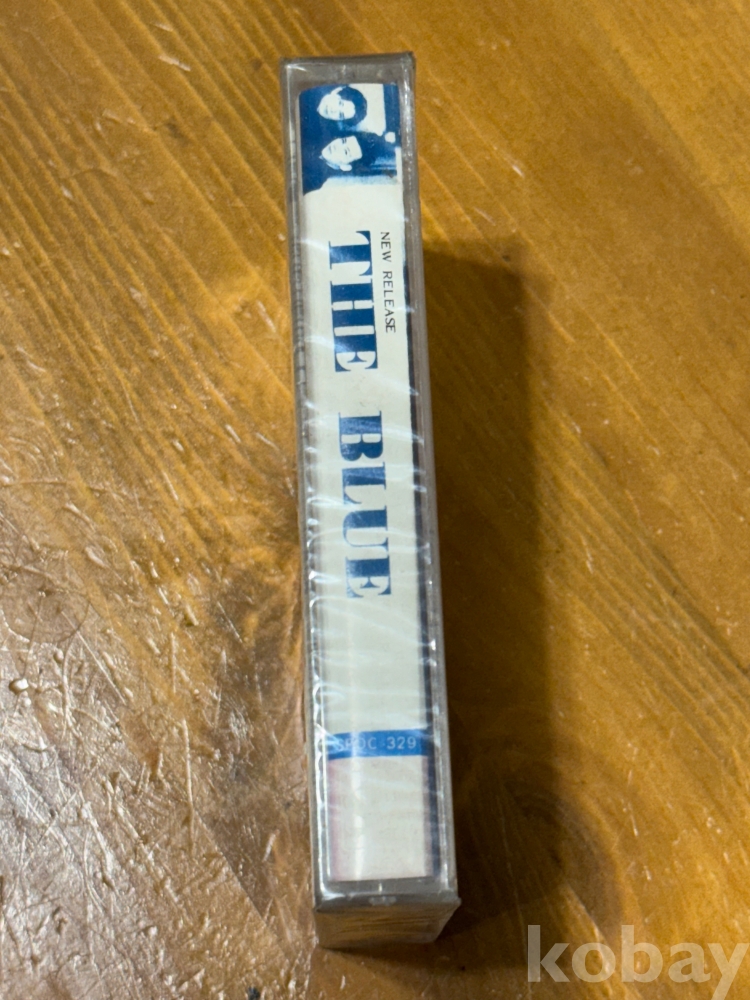 NEW RELEASE
THE BLUE
SPDC-329
kobay